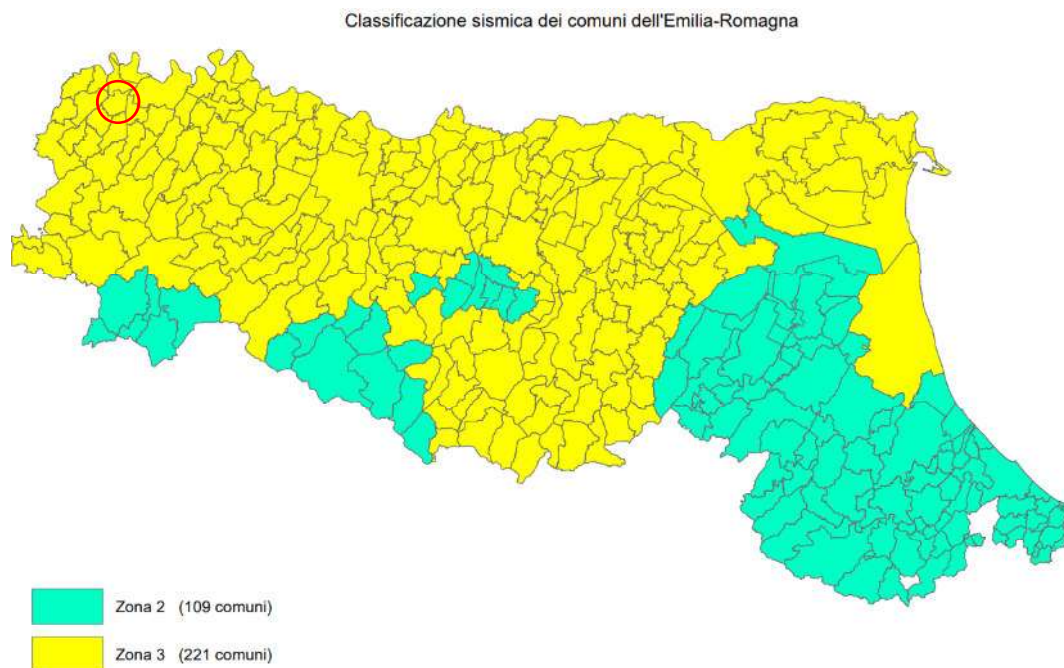 Classificazione sismica dei comuni dell'Emilia-Romagna
Zona 2 (109 comuni)
Zona 3 (221 comuni)